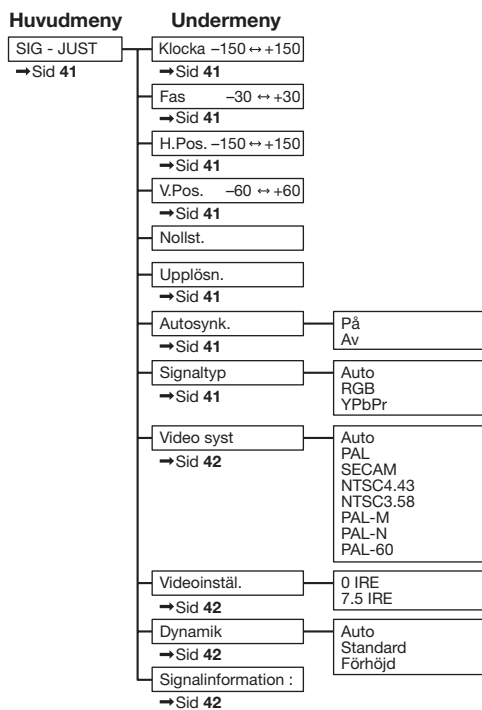 Huvudmeny
Undermeny
SIG - JUST
→Sid 41
Klocka –150 ↔ +150
→Sid 41
Fas –30 ↔ +30
→Sid 41
H.Pos. –150 ↔ +150
→Sid 41
V.Pos. –60 ↔ +60
→Sid 41
Nollst.
Upplösn.
→Sid 41
Autosynk.
→Sid 41
På
Av
Signaltyp
→Sid 41
Auto
RGB
YPbPr
Video syst
→Sid 42
Auto
PAL
SECAM
NTSC4.43
NTSC3.58
PAL-M
PAL-N
PAL-60
Videoinstäl.
→Sid 42
0 IRE
7.5 IRE
Dynamik
→Sid 42
Auto
Standard
Förhöjd
Signalinformation :
→Sid 42